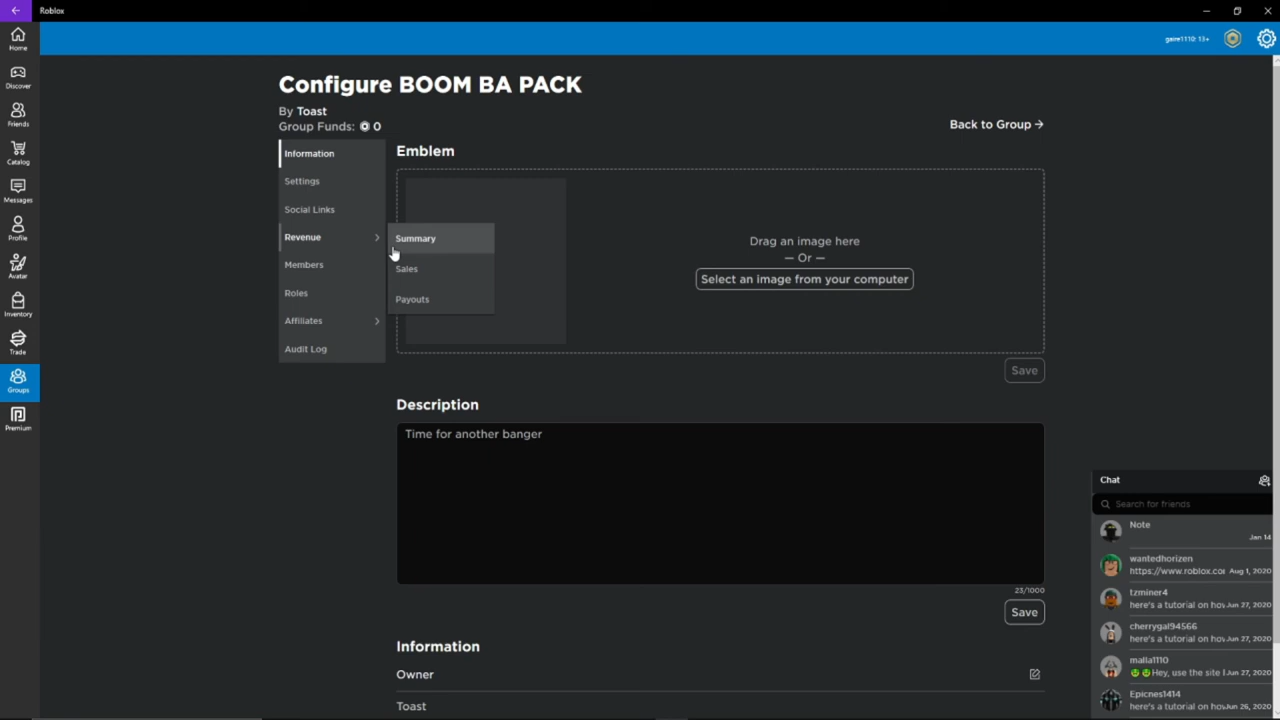 Roblox
gaire1110: 13+
Home
Discover
Friends
Catalog
Messages
Profile
Avatar
Inventory
Trade
Groups
Premium
Configure BOOM BA PACK
By Toast
Group Funds: 0
Back to Group →
Information
Settings
Social Links
Revenue
Members
Roles
Affiliates
Audit Log
Summary
Sales
Payouts
Emblem
Drag an image here
— Or —
Select an image from your computer
Save
Description
Time for another banger
23/1000
Save
Information
Owner
Toast
Chat
Search for friends
Note
Jan 14
wantedhorizen
https://www.roblox.co Aug 1, 2020
tzminer4
here's a tutorial on how Jun 27, 2020
cherrygal94566
here's a tutorial on how Jun 27, 2020
malla1110
Hey, use the site Jun 27, 2020
Epicnes1414
here's a tutorial on how Jun 26, 2020